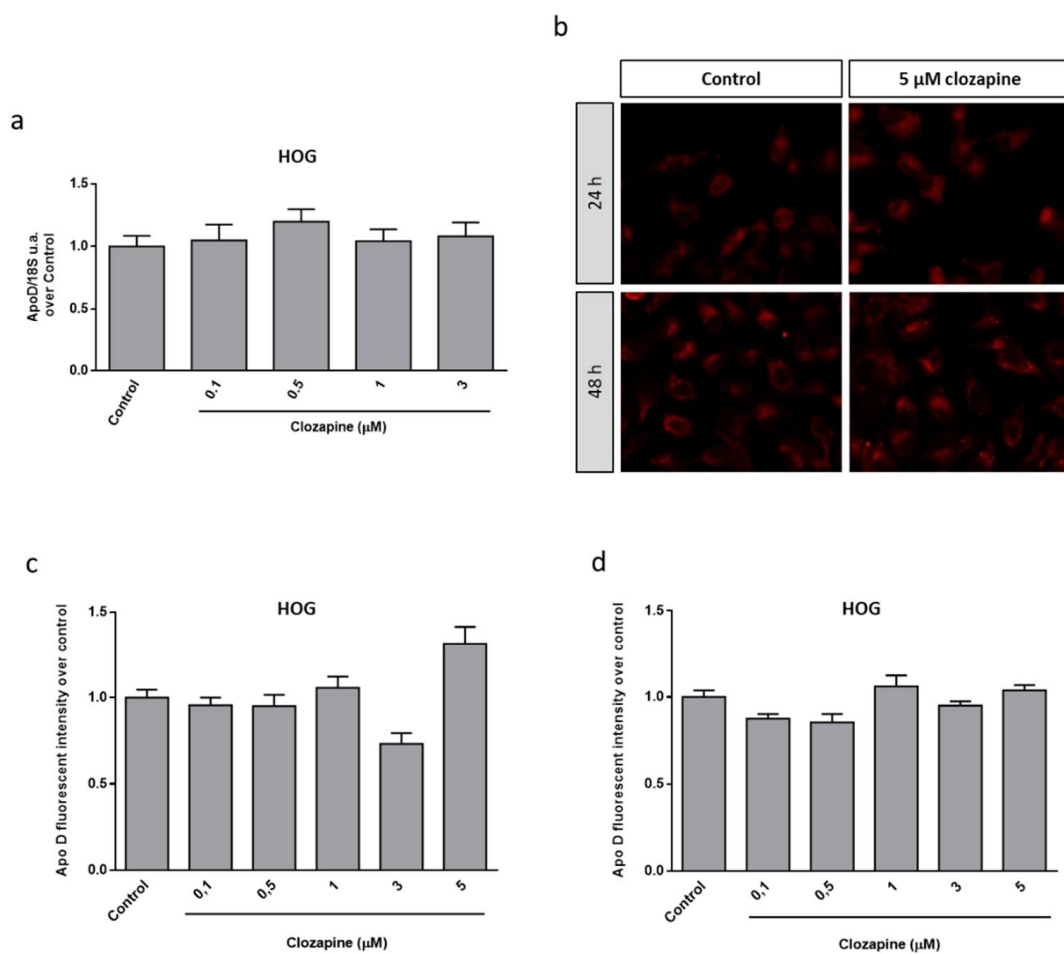 a
HOG
ApoD/18S u.a.
over Control
1.5
1.0
0.5
0.0
Control
0.1
0.5
1
3
Clozapine (μM)
b
Control
5 μM clozapine
24 h
48 h
c
HOG
Apo D fluorescent intensity over control
1.5
1.0
0.5
0.0
Control
0,1
0,5
1
3
5
Clozapine (μM)
d
HOG
Apo D fluorescent intensity over control
1.5
1.0
0.5
0.0
Control
0,1
0,5
1
3
5
Clozapine (μM)